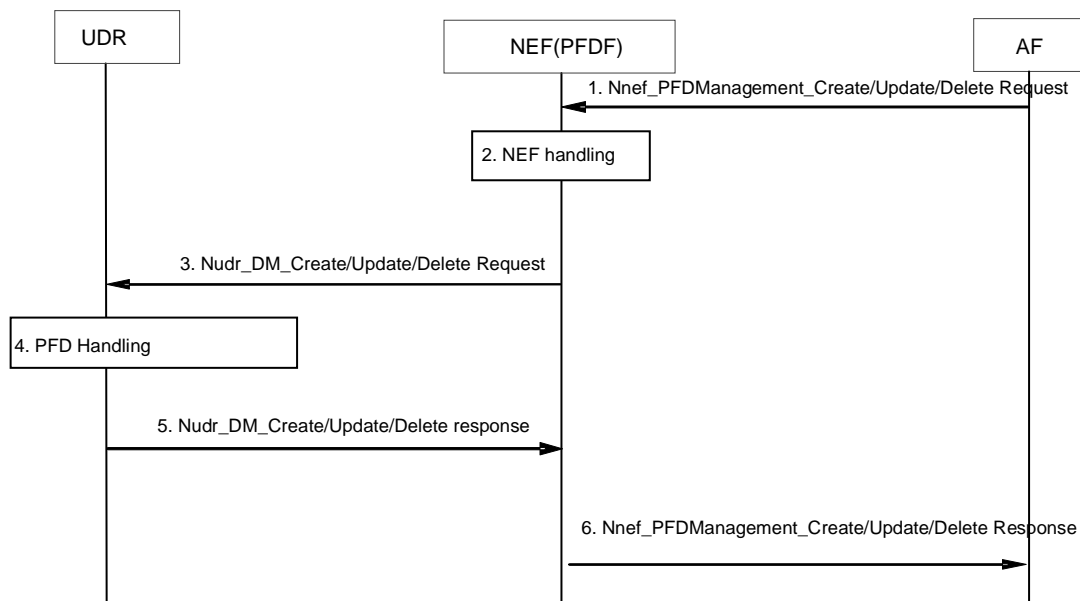 UDR
NEF(PFDF)
AF
1. Nnef_PFDManagement_Create/Update/Delete Request
2. NEF handling
3. Nudr_DM_Create/Update/Delete Request
4. PFD Handling
5. Nudr_DM_Create/Update/Delete response
6. Nnef_PFDManagement_Create/Update/Delete Response